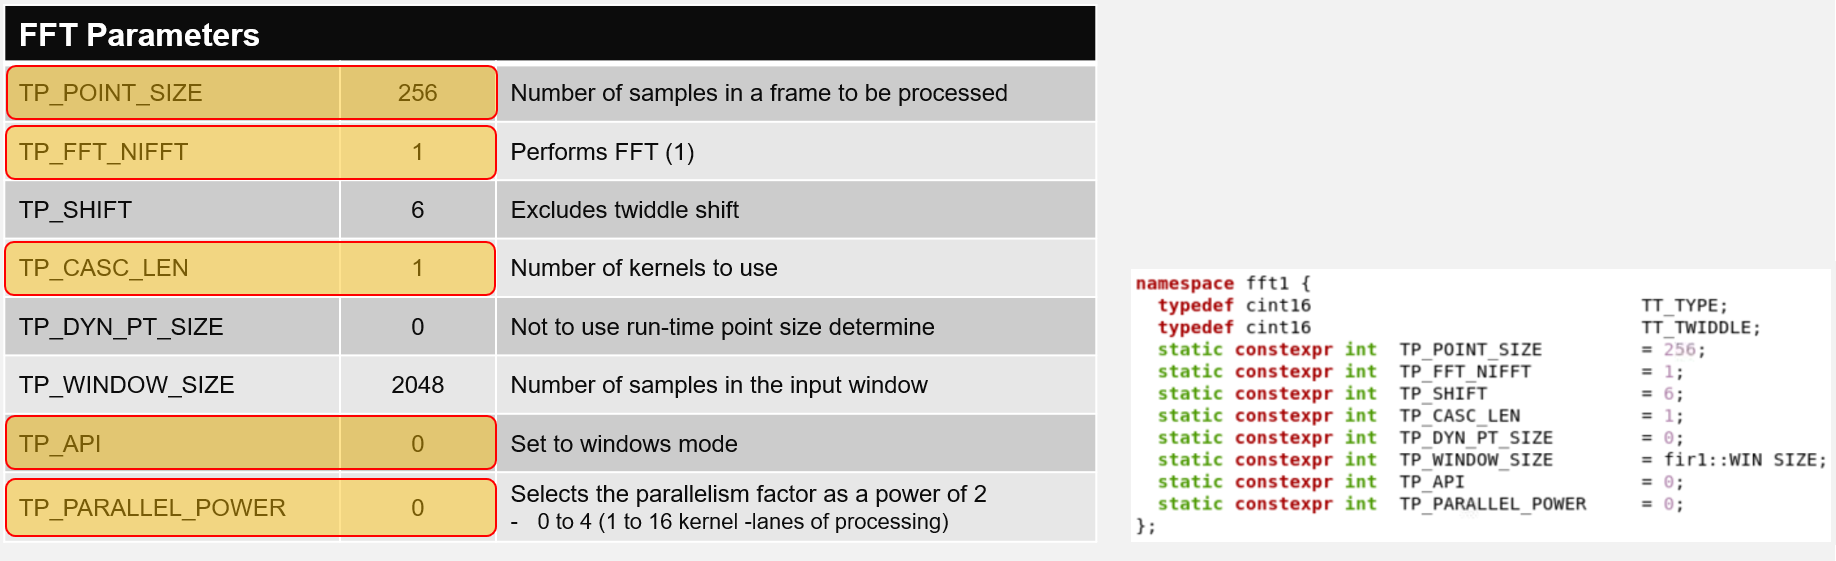 FFT Parameters
TP_POINT_SIZE 256 Number of samples in a frame to be processed
TP_FFT_NIFFT 1 Performs FFT (1)
TP_SHIFT 6 Excludes twiddle shift
TP_CASC_LEN 1 Number of kernels to use
TP_DYN_PT_SIZE 0 Not to use run-time point size determine
TP_WINDOW_SIZE 2048 Number of samples in the input window
TP_API 0 Set to windows mode
TP_PARALLEL_POWER 0 Selects the parallelism factor as a power of 2
- 0 to 4 (1 to 16 kernel -lanes of processing)
namespace fft1 {
typedef cint16 TT_TYPE;
typedef cint16 TT_TWIDDLE;
static constexpr int TP_POINT_SIZE = 256;
static constexpr int TP_FFT_NIFFT = 1;
static constexpr int TP_SHIFT = 6;
static constexpr int TP_CASC_LEN = 1;
static constexpr int TP_DYN_PT_SIZE = 0;
static constexpr int TP_WINDOW_SIZE = fir1::WIN SIZE;
static constexpr int TP_API = 0;
static constexpr int TP_PARALLEL_POWER = 0;
};